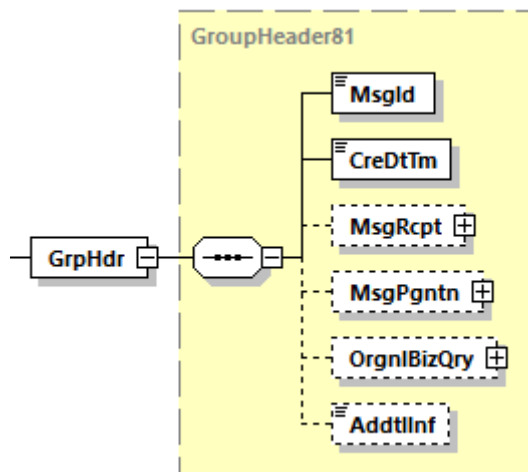 GroupHeader81
MsgId
CreDtTm
MsgRcpt
GrpHdr
MsgPgntn
OrgnlBizQry
AddtlInf